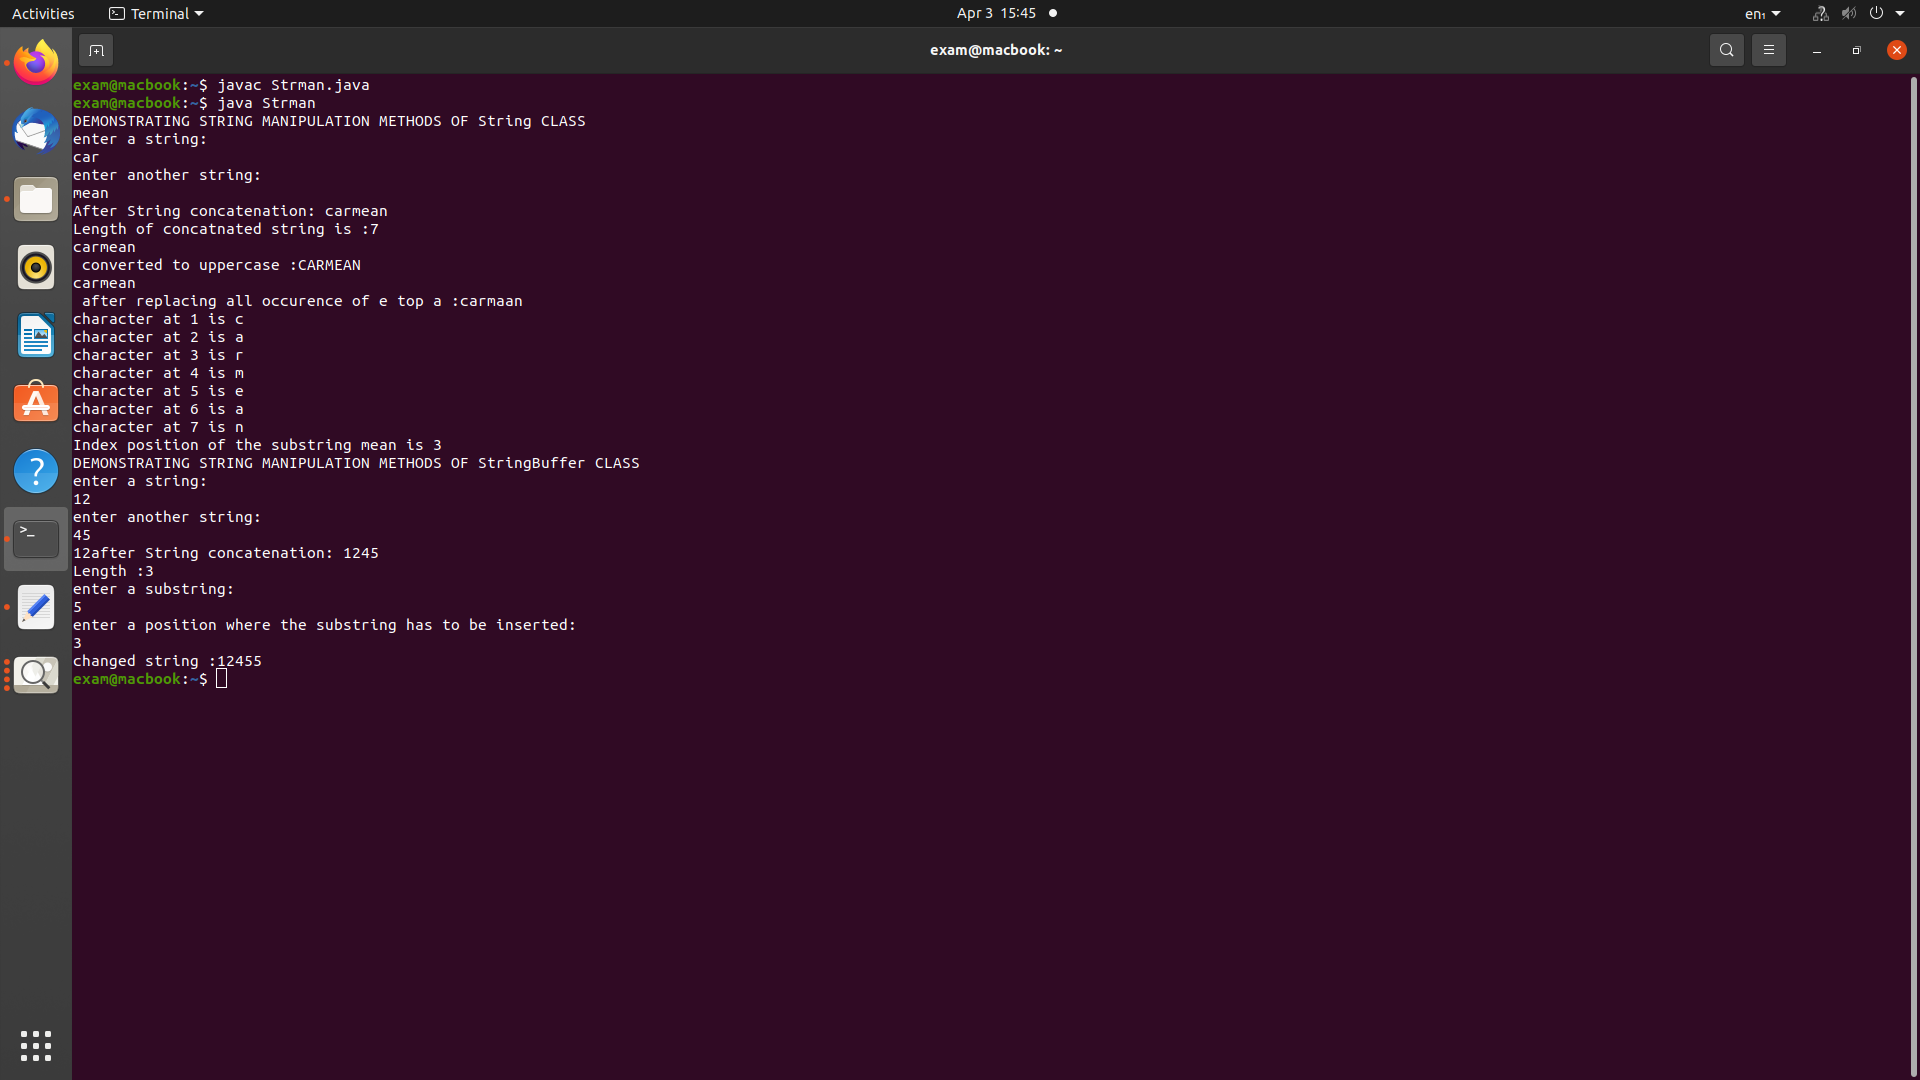 Activities Terminal Apr 3 15:45 en₁
exam@macbook: ~
exam@macbook:~$ javac Strman.java
exam@macbook:~$ java Strman
DEMONSTRATING STRING MANIPULATION METHODS OF String CLASS
enter a string:
car
enter another string:
mean
After String concatenation: carmean
Length of concatnated string is :7
carmean
 converted to uppercase :CARMEAN
carmean
 after replacing all occurence of e top a :carmaan
character at 1 is c
character at 2 is a
character at 3 is r
character at 4 is m
character at 5 is e
character at 6 is a
character at 7 is n
Index position of the substring mean is 3
DEMONSTRATING STRING MANIPULATION METHODS OF StringBuffer CLASS
enter a string:
12
enter another string:
45
12after String concatenation: 1245
Length :3
enter a substring:
5
enter a position where the substring has to be inserted:
3
changed string :12455
exam@macbook:~$